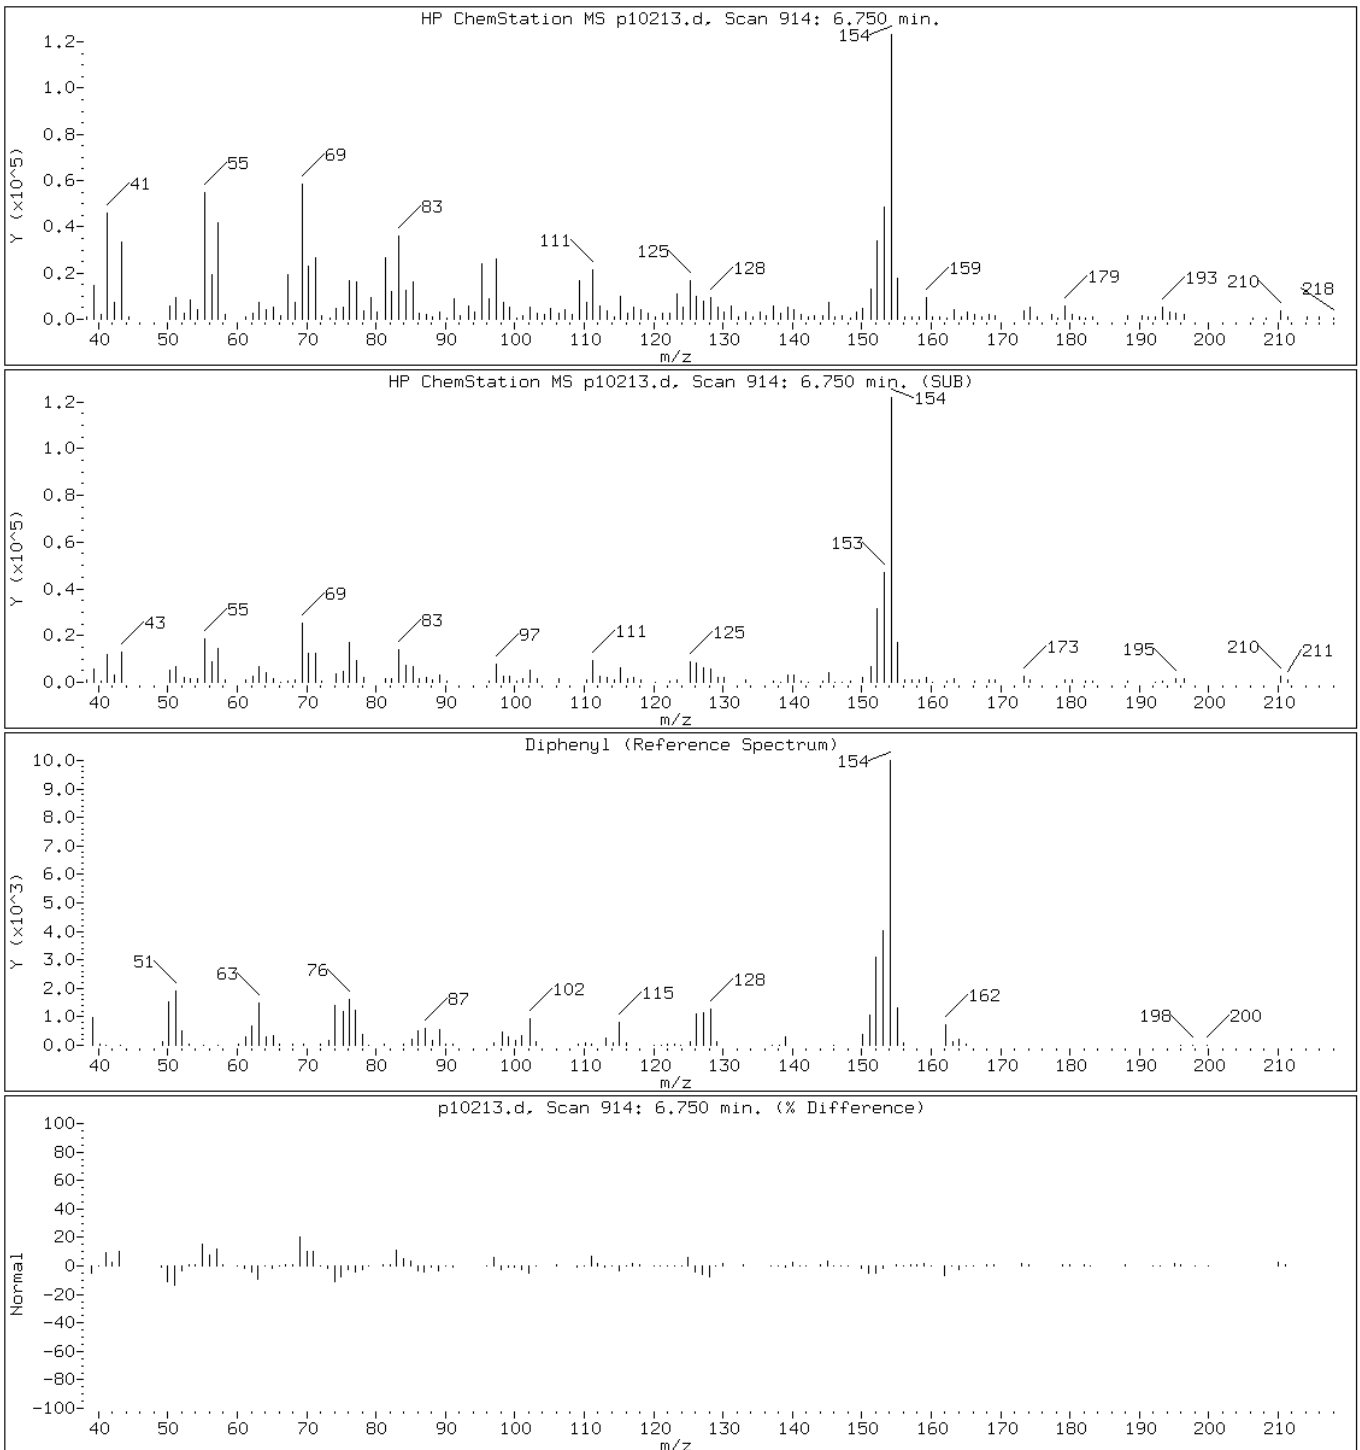 HP ChemStation MS p10213.d, Scan 914: 6.750 min.
Y (x10^5)
1.2-
1.0-
0.8-
0.6-
0.4-
0.2-
0.0-
41 55 69 83 111 125 128 154 159 179 193 210 218
40 50 60 70 80 90 100 110 120 130 140 150 160 170 180 190 200 210
m/z
HP ChemStation MS p10213.d, Scan 914: 6.750 min. (SUB)
Y (x10^5)
1.2-
1.0-
0.8-
0.6-
0.4-
0.2-
0.0-
43 55 69 83 97 111 125 153 154 173 195 210 211
40 50 60 70 80 90 100 110 120 130 140 150 160 170 180 190 200 210
m/z
Diphenyl (Reference Spectrum)
Y (x10^3)
10.0-
9.0-
8.0-
7.0-
6.0-
5.0-
4.0-
3.0-
2.0-
1.0-
0.0-
51 63 76 87 102 115 128 154 162 198 200
40 50 60 70 80 90 100 110 120 130 140 150 160 170 180 190 200 210
m/z
p10213.d, Scan 914: 6.750 min. (% Difference)
Normal
100-
80-
60-
40-
20-
0-
-20-
-40-
-60-
-80-
-100-
40 50 60 70 80 90 100 110 120 130 140 150 160 170 180 190 200 210
m/z